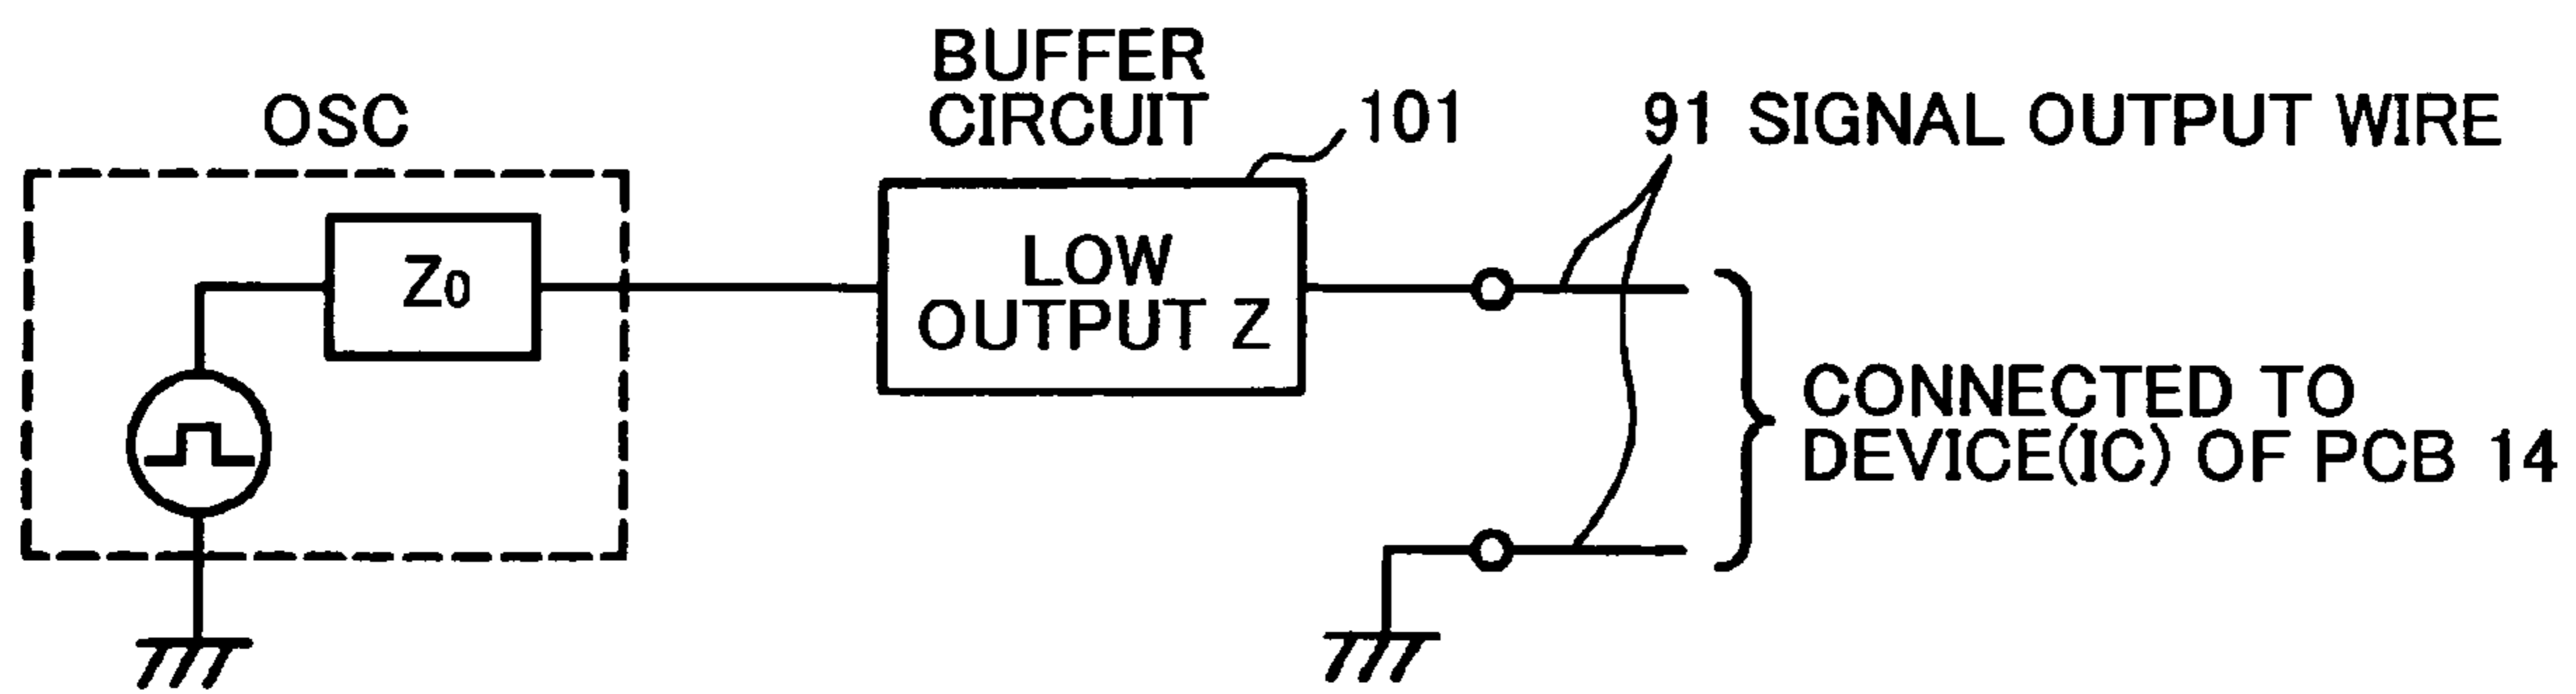 OSC
BUFFER
CIRCUIT
101
91 SIGNAL OUTPUT WIRE
Z0
LOW
OUTPUT Z
CONNECTED TO
DEVICE(IC) OF PCB 14